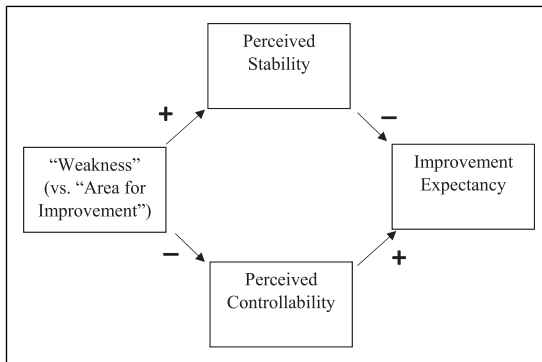 Perceived
Stability
+
−
“Weakness”
(vs. “Area for
Improvement”)
Improvement
Expectancy
−
+
Perceived
Controllability